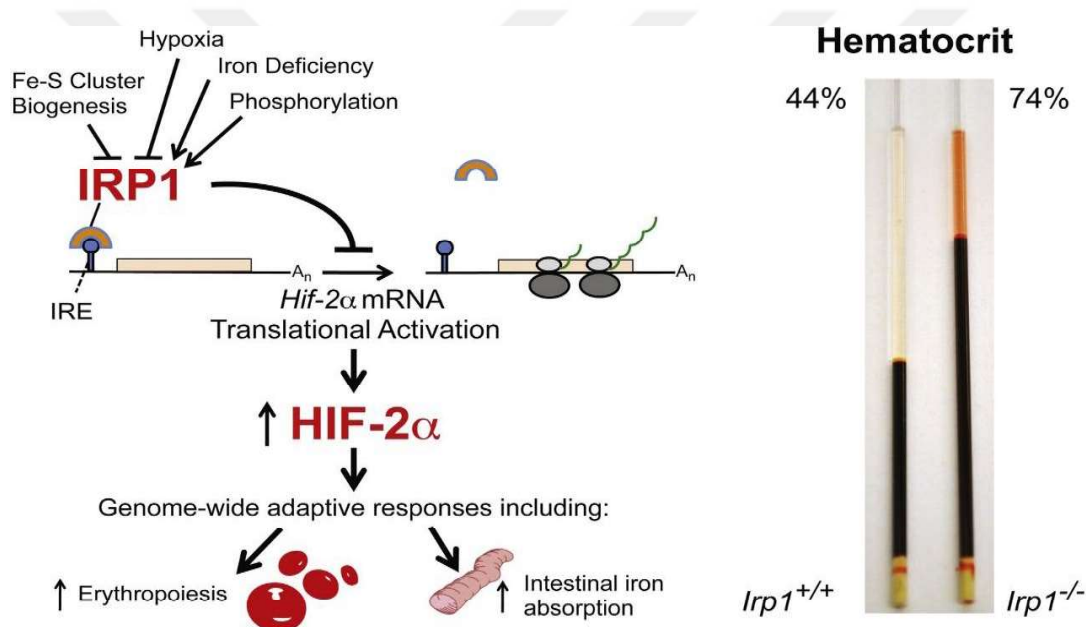 Hypoxia
Fe-S Cluster
Biogenesis
Iron Deficiency
Phosphorylation
IRP1
IRE
Aₙ
Hif-2α mRNA
Translational Activation
Aₙ
↑ HIF-2α
Genome-wide adaptive responses including:
↑ Erythropoiesis
↑ Intestinal iron
absorption
Hematocrit
44%
74%
Irp1⁺/⁺
Irp1⁻/⁻